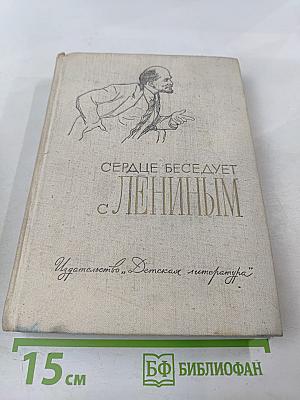 СЕРДЦЕ БЕСЕДУЕТ
С ЛЕНИНЫМ
Издательство „Детская литература"
15 см
БФ БИБЛИОФАН